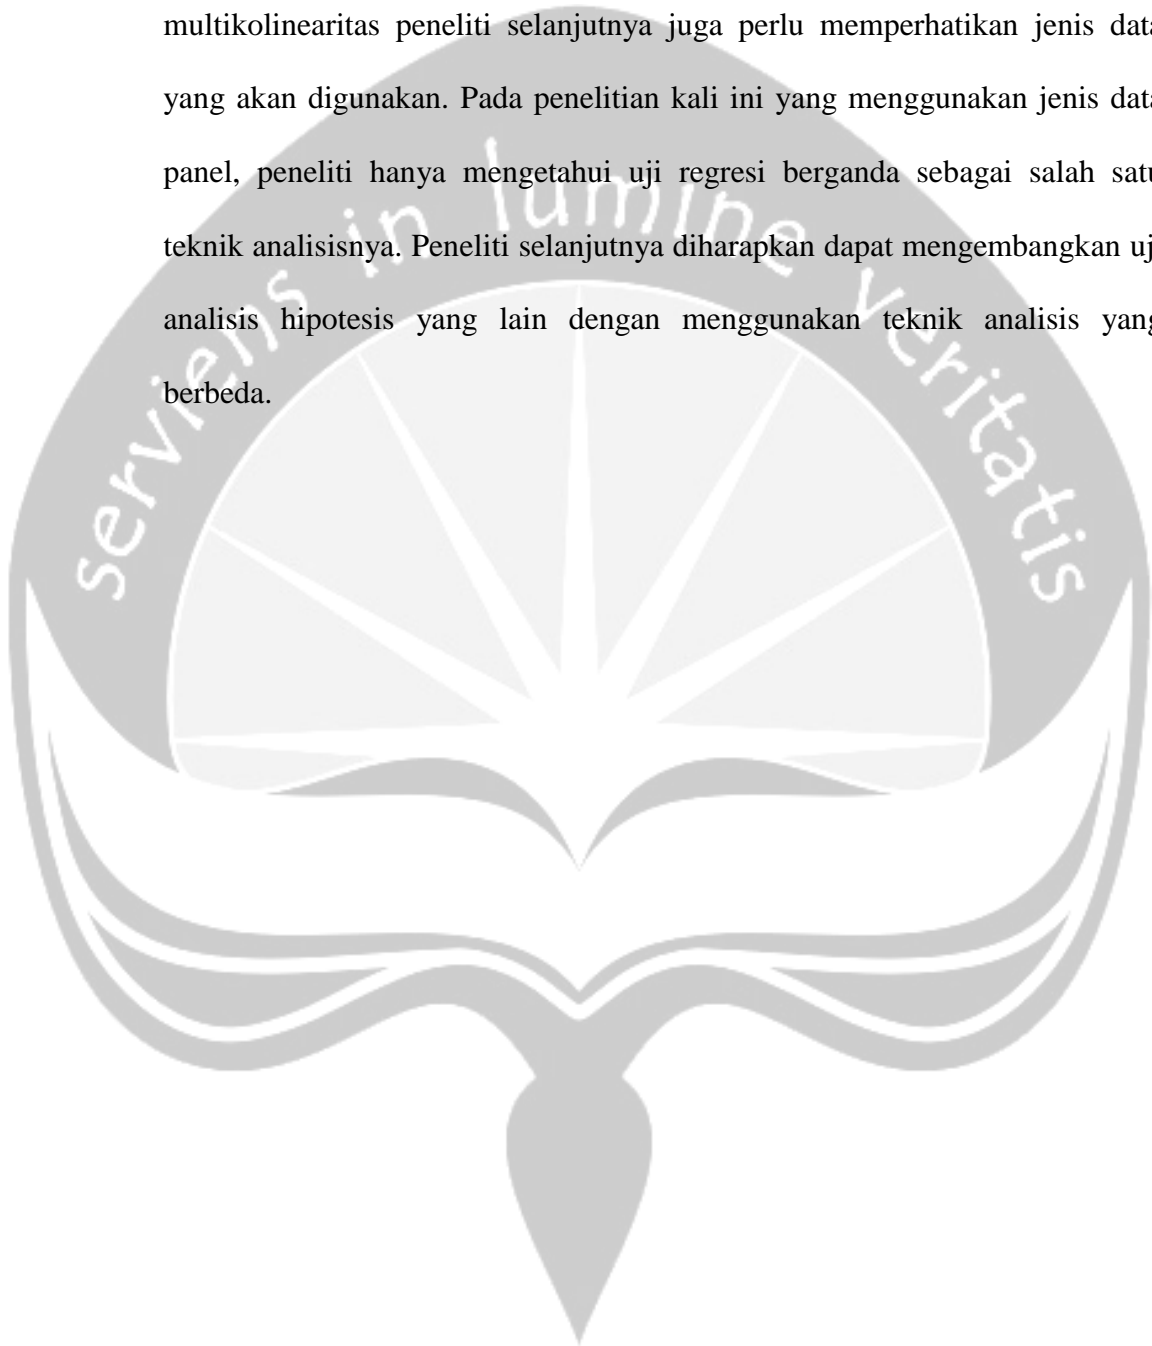 multikolinearitas peneliti selanjutnya juga perlu memperhatikan jenis data
yang akan digunakan. Pada penelitian kali ini yang menggunakan jenis data
panel, peneliti hanya mengetahui uji regresi berganda sebagai salah satu
teknik analisisnya. Peneliti selanjutnya diharapkan dapat mengembangkan uji
analisis hipotesis yang lain dengan menggunakan teknik analisis yang
berbeda.
serviens in lumine veritatis